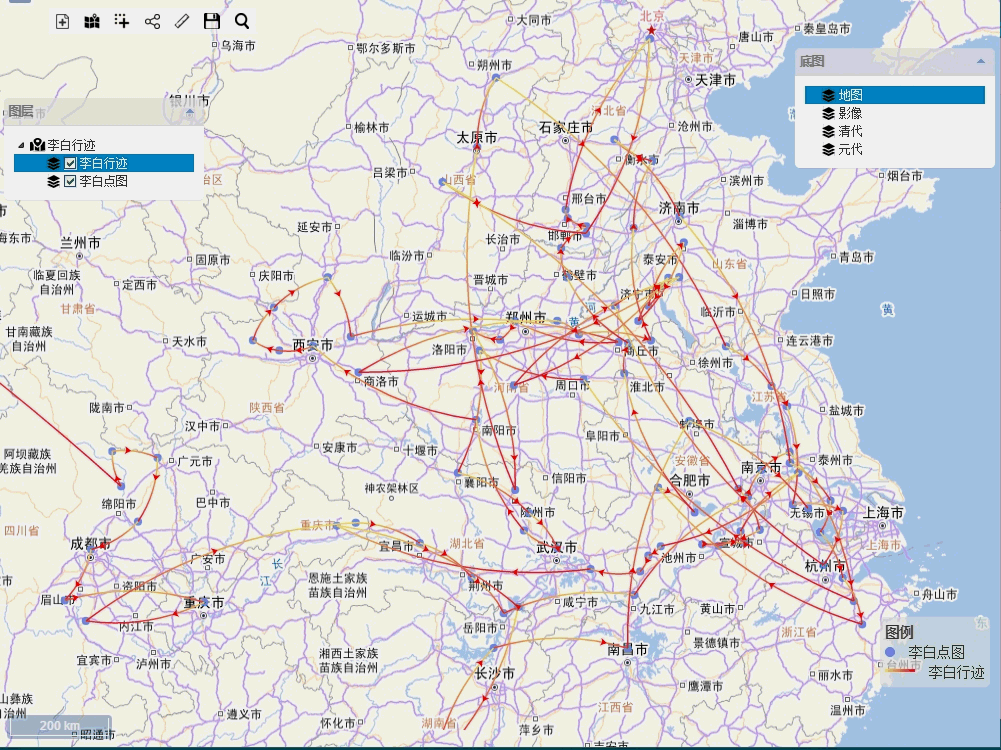 大同市
北京
唐山市
秦皇岛市
乌海市
鄂尔多斯市
朔州市
天津市
天津市
底图
地图
影像
清代
元代
银川市
图层
李白行迹
李白行迹
李白点图
河北省
榆林市
太原市
石家庄市
沧州市
衡水市
吕梁市
山西省
滨州市
烟台市
治区
邢台市
济南市
淄博市
延安市
长治市
邯郸市
海东市
兰州市
临汾市
泰安市
山东省
青岛市
固原市
临夏回族
自治州
定西市
庆阳市
晋城市
鹤壁市
济宁市
日照市
甘肃省
河
黄
黄
运城市
郑州市
临沂市
甘南藏族
自治州
天水市
西安市
洛阳市
商丘市
连云港市
徐州市
商洛市
河南省
周口市
淮北市
江苏省
陇南市
陕西省
盐城市
汉中市
南阳市
阜阳市
蚌埠市
阿坝藏族
羌族自治州
广元市
安康市
十堰市
安徽省
南京市
泰州市
绵阳市
巴中市
神农架林区
襄阳市
信阳市
合肥市
随州市
无锡市
上海市
四川省
重庆市
成都市
宜昌市
湖北省
武汉市
宣城市
上海市
广安市
长
江
池州市
杭州市
资阳市
恩施土家族
苗族自治州
荆州市
眉山市
重庆市
咸宁市
九江市
黄山市
舟山市
内江市
岳阳市
浙江省
东
图例
李白点图
台州市
李白行迹
宜宾市
泸州市
湘西土家族
苗族自治州
南昌市
景德镇市
长沙市
丽水市
鹰潭市
山彝族
自治州
遵义市
怀化市
湖南省
江西省
温州市
200 km
昭通市
萍乡市
吉安市